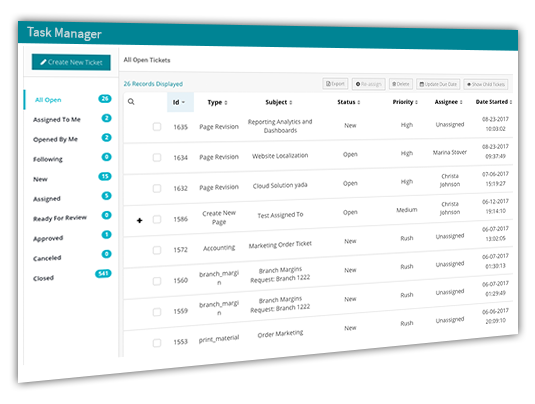 Task Manager
Create New Ticket
All Open 26
Assigned To Me 2
Opened By Me 2
Following 0
New 15
Assigned 5
Ready For Review 0
Approved 1
Canceled 0
Closed 541
All Open Tickets
26 Records Displayed
Export Re-assign Delete Update Due Date Show Child Tickets
Id Type Subject Status Priority Assignee Date Started
1635 Page Revision Reporting Analytics and Dashboards New High Unassigned 08-23-2017 10:03:02
1634 Page Revision Website Localization Open High Marina Stover 08-23-2017 09:37:49
1632 Page Revision Cloud Solution yada Open High Christa Johnson 07-06-2017 15:19:27
1586 Create New Page Test Assigned To Open Medium Christa Johnson 06-12-2017 19:14:10
1572 Accounting Marketing Order Ticket New Rush Unassigned 06-07-2017 13:02:05
1560 branch_margin Branch Margins Request: Branch 1222 New Rush Unassigned 06-07-2017 01:30:13
1559 branch_margin Branch Margins Request: Branch 1222 New Rush Unassigned 06-07-2017 01:29:49
1553 print_material Order Marketing New Rush Unassigned 06-06-2017 20:09:10